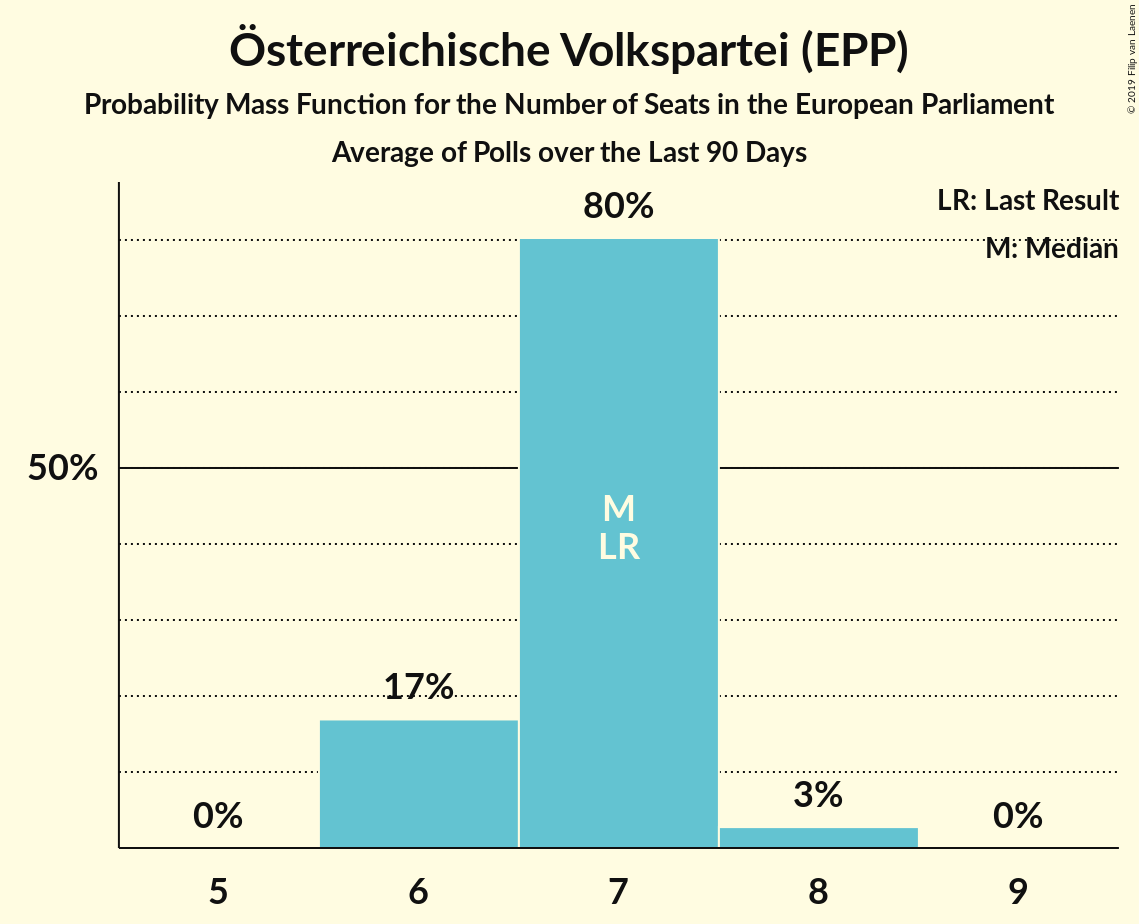 Österreichische Volkspartei (EPP)
Probability Mass Function for the Number of Seats in the European Parliament
Average of Polls over the Last 90 Days
© 2019 Filip van Laenen
LR: Last Result
M: Median
80%
50%
M
LR
17%
3%
0%
0%
5
6
7
8
9